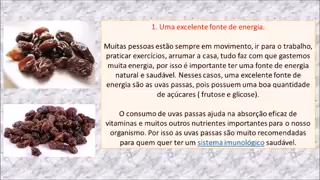 1. Uma excelente fonte de energia.
Muitas pessoas estão sempre em movimento, ir para o trabalho,
praticar exercícios, arrumar a casa, tudo faz com que gastemos
muita energia, por isso é importante ter uma fonte de energia
natural e saudável. Nesses casos, uma excelente fonte de
energia são as uvas passas, pois possuem uma boa quantidade
de açúcares ( frutose e glicose).
O consumo de uvas passas ajuda na absorção eficaz de
vitaminas e muitos outros nutrientes importantes para o nosso
organismo. Por isso as uvas passas são muito recomendadas
para quem quer ter um sistema imunológico saudável.